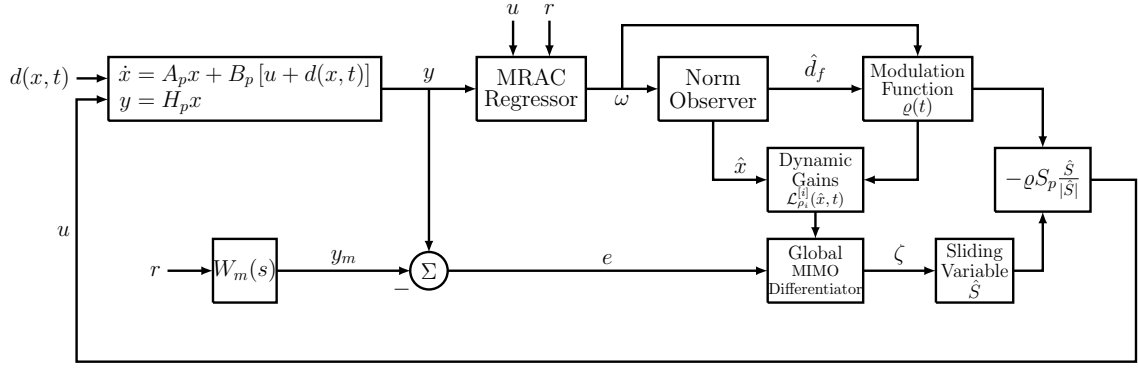 u
r
d(x, t)
ẋ = A_p x + B_p [u + d(x, t)]
y = H_p x
y
MRAC
Regressor
ω
Norm
Observer
d̂_f
Modulation
Function
ϱ(t)
x̂
Dynamic
Gains
ℒ_{ρ_i}^{[i]}(x̂, t)
−ϱS_p Ŝ/|Ŝ|
u
r
W_m(s)
y_m
−
Σ
e
Global
MIMO
Differentiator
ζ
Sliding
Variable
Ŝ